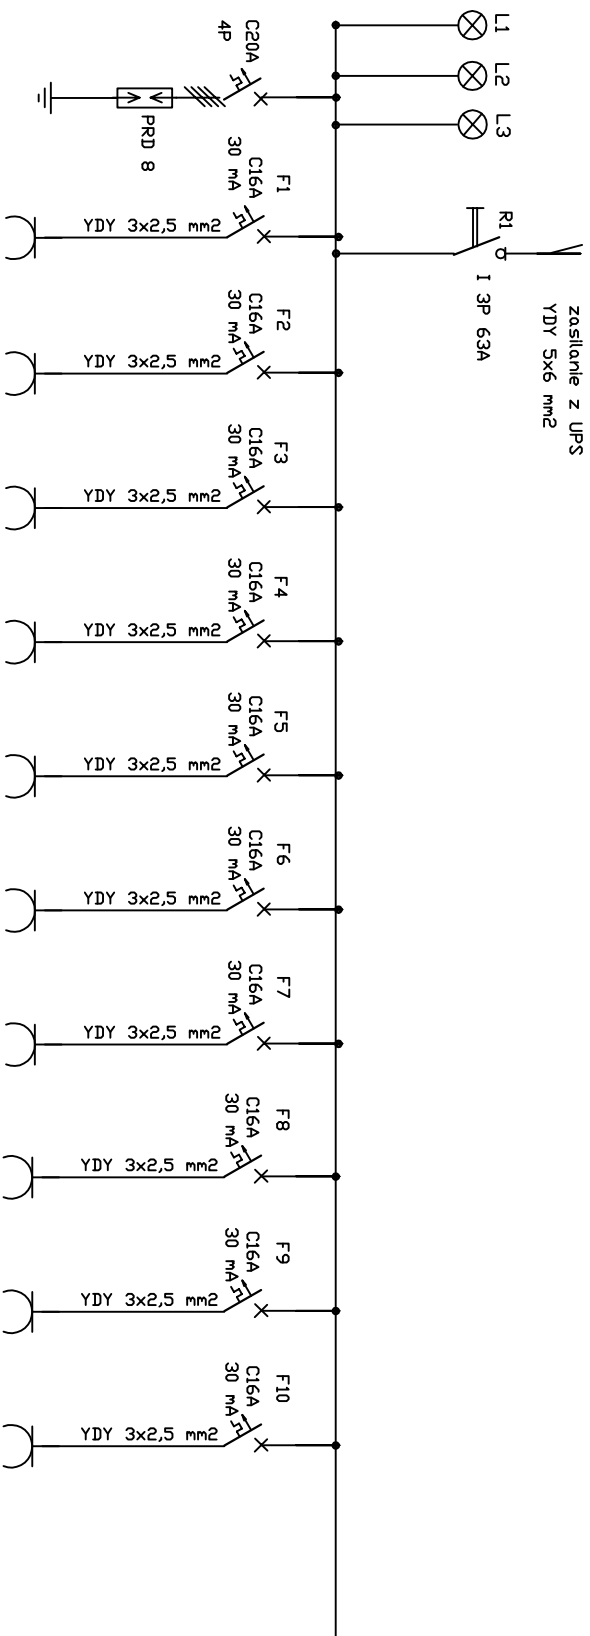 L1
L2
L3
C20A
4P
PRD 8
R1
I 3P 63A
zasilanie z UPS
YDY 5x6 mm2
F1
C16A
30 mA
YDY 3x2,5 mm2
F2
C16A
30 mA
YDY 3x2,5 mm2
F3
C16A
30 mA
YDY 3x2,5 mm2
F4
C16A
30 mA
YDY 3x2,5 mm2
F5
C16A
30 mA
YDY 3x2,5 mm2
F6
C16A
30 mA
YDY 3x2,5 mm2
F7
C16A
30 mA
YDY 3x2,5 mm2
F8
C16A
30 mA
YDY 3x2,5 mm2
F9
C16A
30 mA
YDY 3x2,5 mm2
F10
C16A
30 mA
YDY 3x2,5 mm2